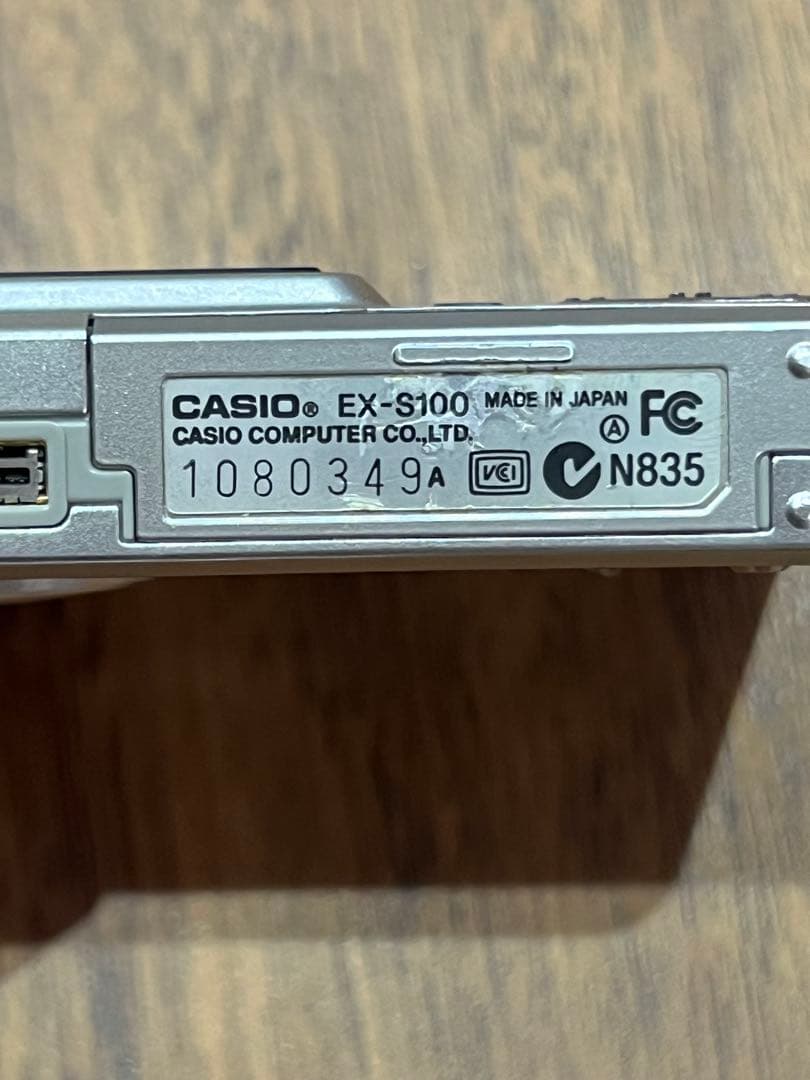 CASIO® EX-S100 MADE IN JAPAN FC
CASIO COMPUTER CO.,LTD. Ⓐ
1080349A VCI N835